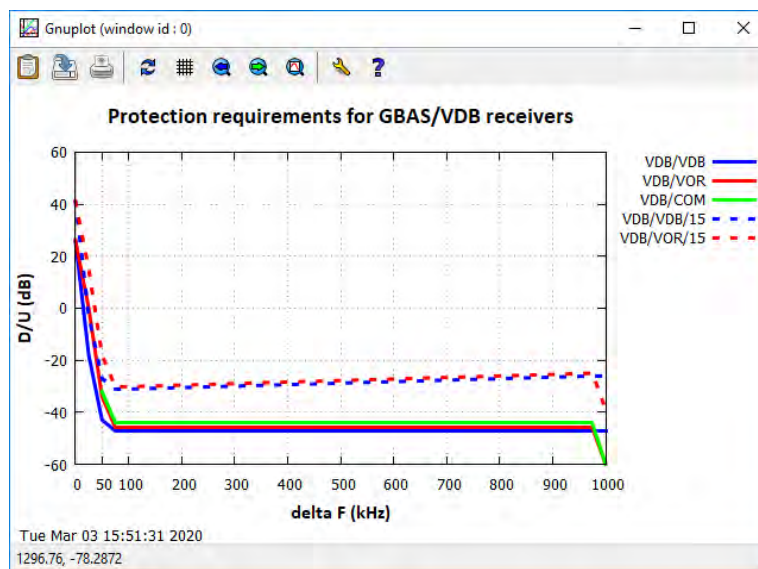 Gnuplot (window id : 0)
Protection requirements for GBAS/VDB receivers
VDB/VDB
VDB/VOR
VDB/COM
VDB/VDB/15
VDB/VOR/15
60
40
20
0
-20
-40
-60
D/U (dB)
0 50 100 200 300 400 500 600 700 800 900 1000
delta F (kHz)
Tue Mar 03 15:51:31 2020
1296.76, -78.2872